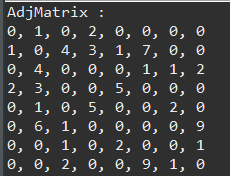 AdjMatrix :
0, 1, 0, 2, 0, 0, 0, 0
1, 0, 4, 3, 1, 7, 0, 0
0, 4, 0, 0, 0, 1, 1, 2
2, 3, 0, 0, 5, 0, 0, 0
0, 1, 0, 5, 0, 0, 2, 0
0, 6, 1, 0, 0, 0, 0, 9
0, 0, 1, 0, 2, 0, 0, 1
0, 0, 2, 0, 0, 9, 1, 0